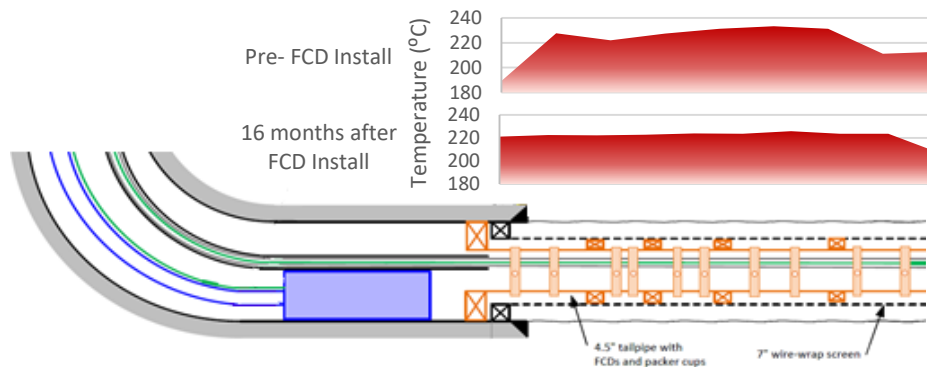 Pre- FCD Install
Temperature (⁰C)
240
220
200
180
16 months after
FCD Install
240
220
200
180
4.5" tailpipe with
FCDs and packer cups
7" wire-wrap screen